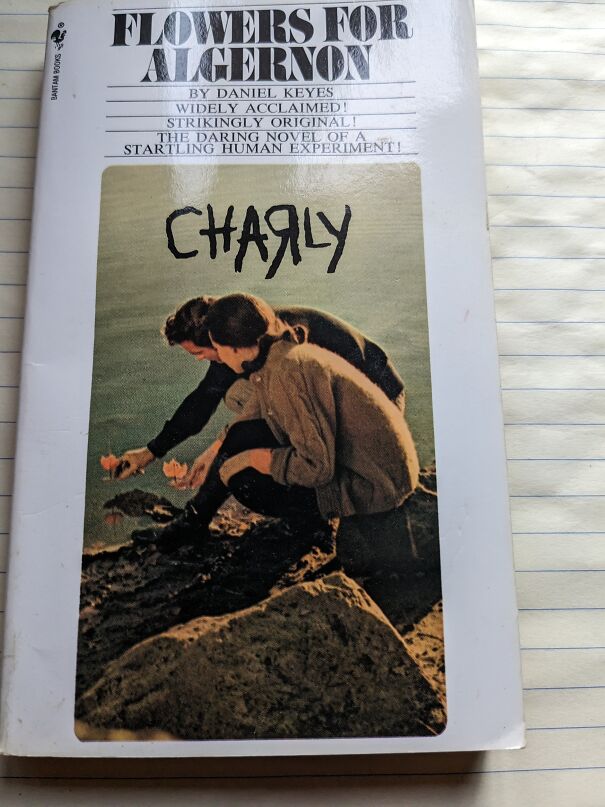 BANTAM BOOKS
FLOWERS FOR
ALGERNON
BY DANIEL KEYES
WIDELY ACCLAIMED!
STRIKINGLY ORIGINAL!
THE DARING NOVEL OF A
STARTLING HUMAN EXPERIMENT!
CHARLY